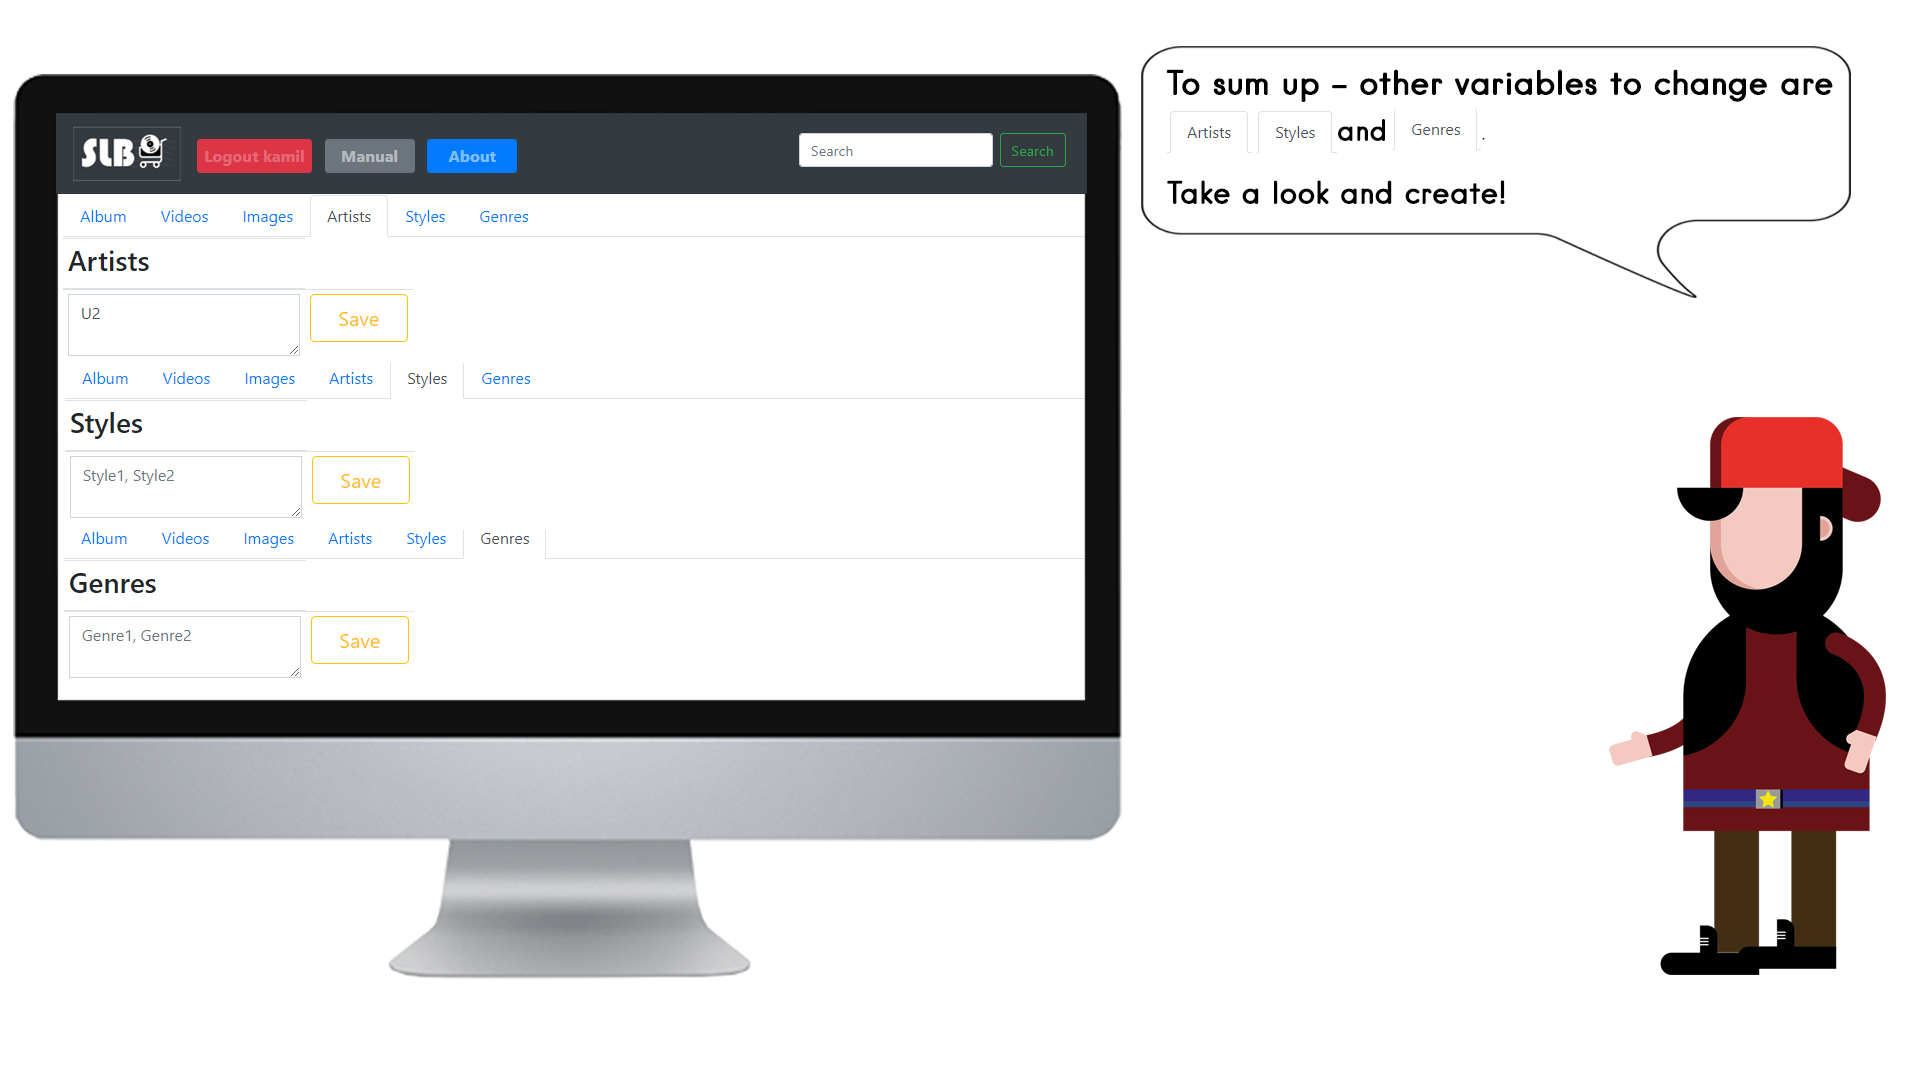 To sum up – other variables to change are
Artists Styles and Genres .
Take a look and create!
SLB Logout kamil Manual About Search Search
Album Videos Images Artists Styles Genres
Artists
U2 Save
Album Videos Images Artists Styles Genres
Styles
Style1, Style2 Save
Album Videos Images Artists Styles Genres
Genres
Genre1, Genre2 Save